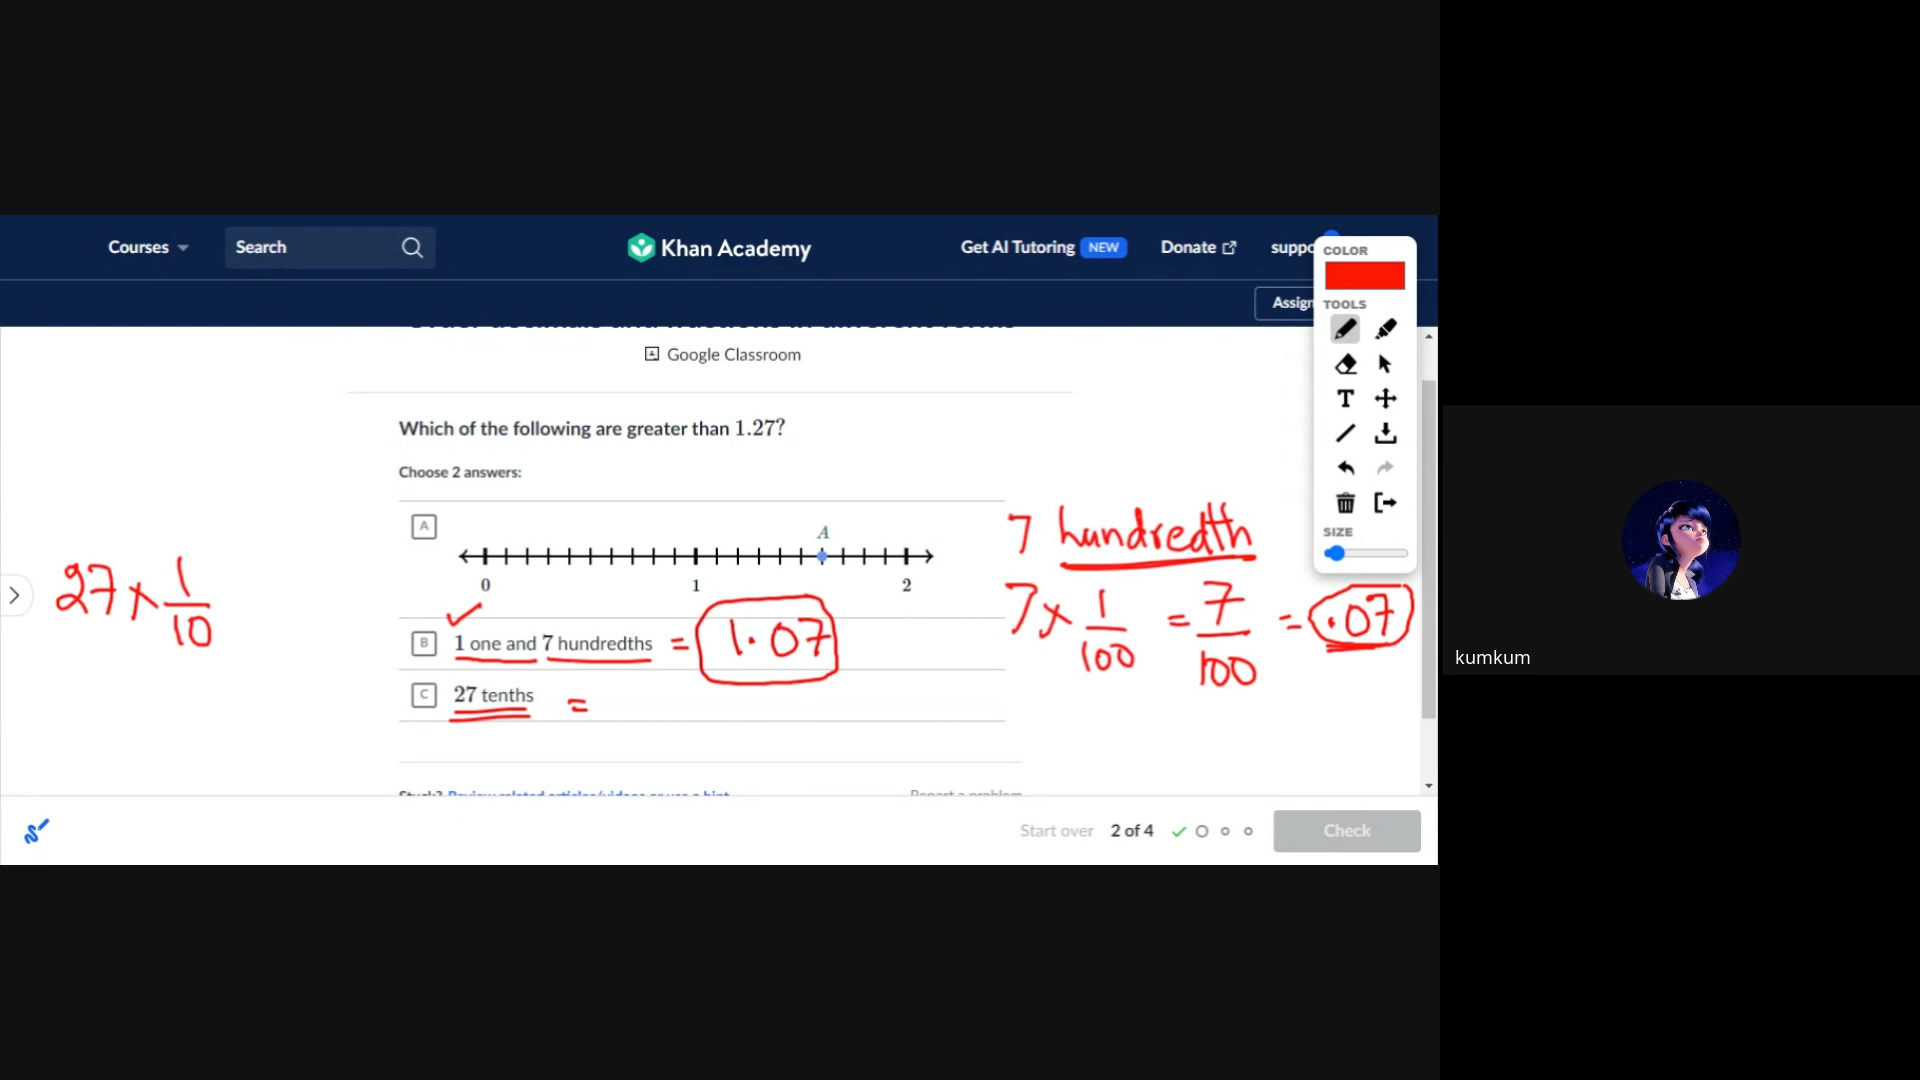 Courses
Search
Khan Academy
Get AI Tutoring NEW
Donate
suppo
Assign
COLOR
TOOLS
T
SIZE
Google Classroom
Which of the following are greater than 1.27?
Choose 2 answers:
A
A
0 1 2
B 1 one and 7 hundredths = 1.07
C 27 tenths =
27 × 1/10
7 hundredth
7 × 1/100 = 7/100 = .07
Start over 2 of 4
Check
kumkum